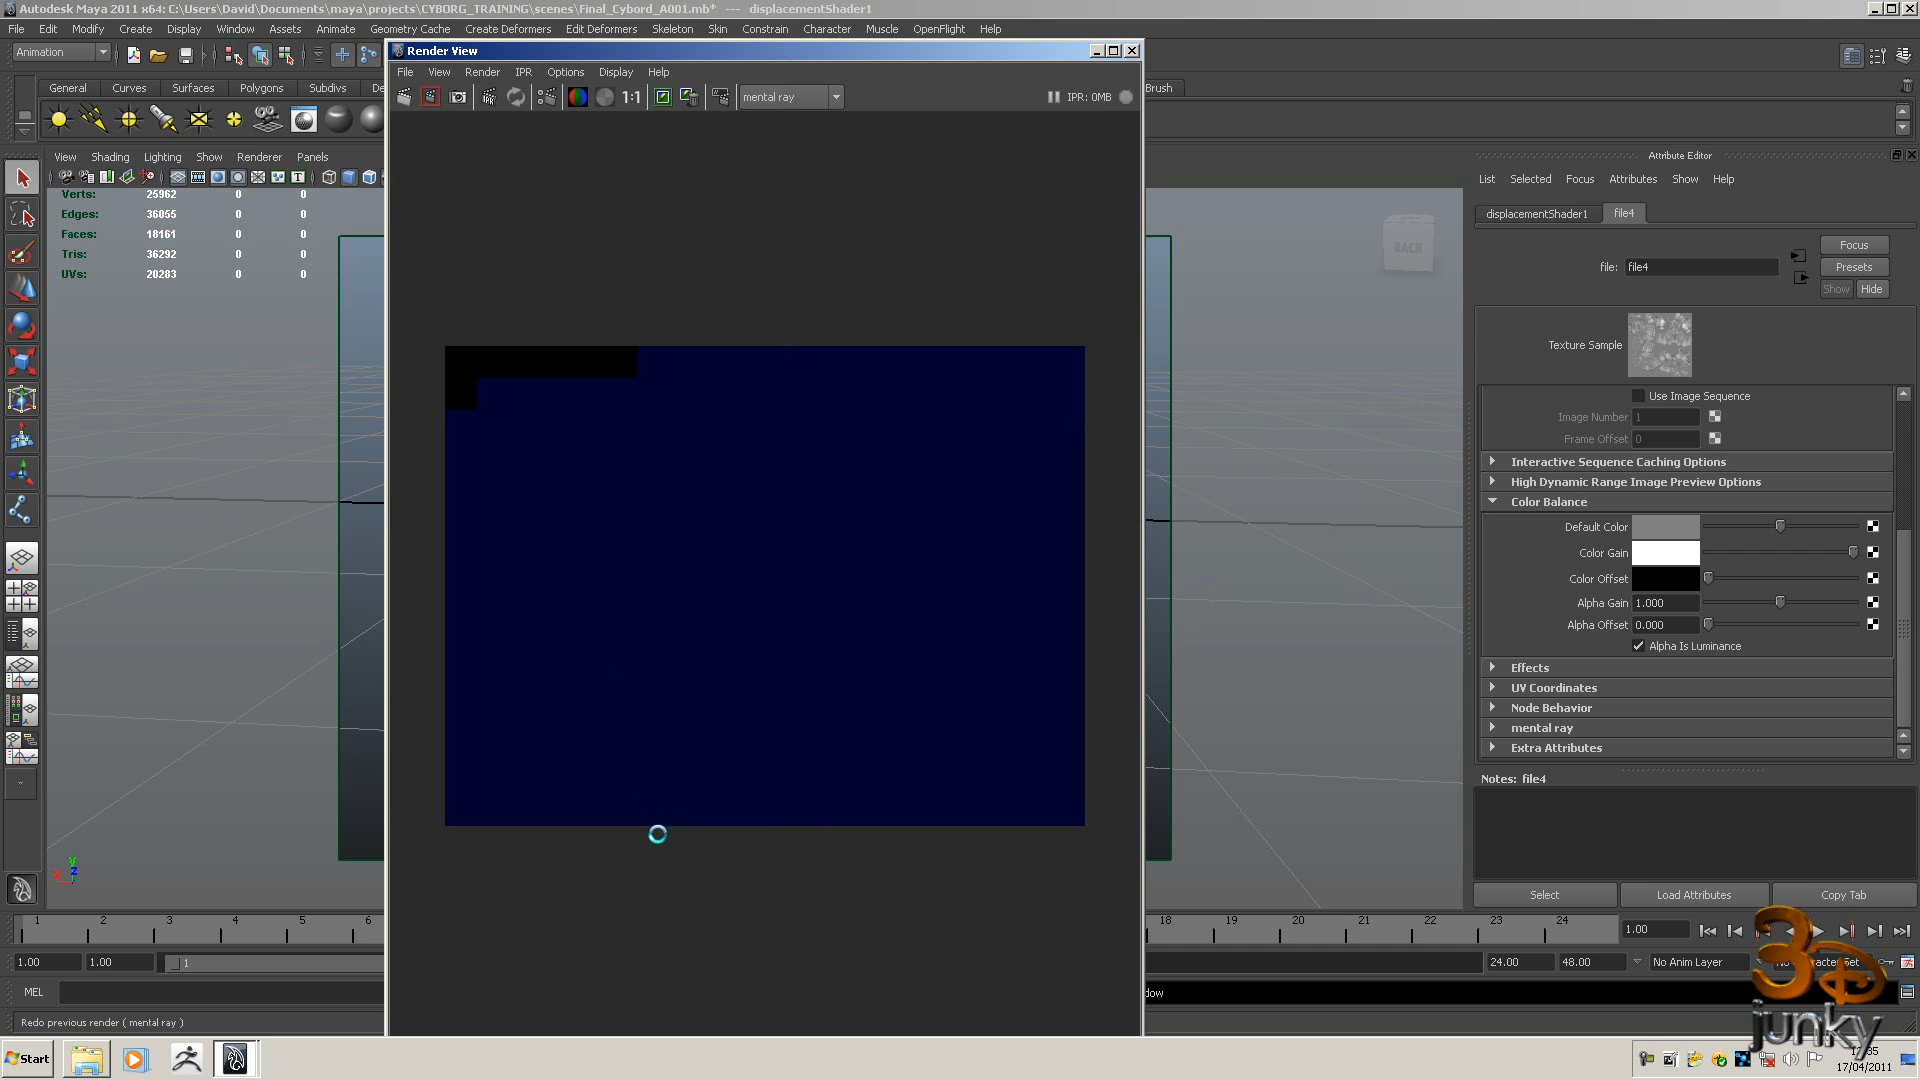 Autodesk Maya 2011 x64: C:\Users\David\Documents\maya\projects\CYBORG_TRAINING\scenes\Final_Cybord_A001.mb* --- displacementShader1
File Edit Modify Create Display Window Assets Animate Geometry Cache Create Deformers Edit Deformers Skeleton Skin Constrain Character Muscle OpenFlight Help
Animation
Render View
File View Render IPR Options Display Help
General Curves Surfaces Polygons Subdivs De
Brush
IPR 1:1 mental ray IPR: 0MB
View Shading Lighting Show Renderer Panels
Verts: 25962 0 0
Edges: 36055 0 0
Faces: 18161 0 0
Tris: 36292 0 0
UVs: 20283 0 0
BACK
Attribute Editor
List Selected Focus Attributes Show Help
displacementShader1 file4
Focus
file: file4
Presets
Show Hide
Texture Sample
Use Image Sequence
Image Number 1
Frame Offset 0
Interactive Sequence Caching Options
High Dynamic Range Image Preview Options
Color Balance
Default Color
Color Gain
Color Offset
Alpha Gain 1.000
Alpha Offset 0.000
Alpha Is Luminance
Effects
UV Coordinates
Node Behavior
mental ray
Extra Attributes
Notes: file4
Select Load Attributes Copy Tab
y
x z
1 2 3 4 5 6 18 19 20 21 22 23 24 1.00
1.00 1.00 1 24.00 48.00 No Anim Layer
MEL
dow
Redo previous render ( mental ray )
3D
junky
Start
17/04/2011